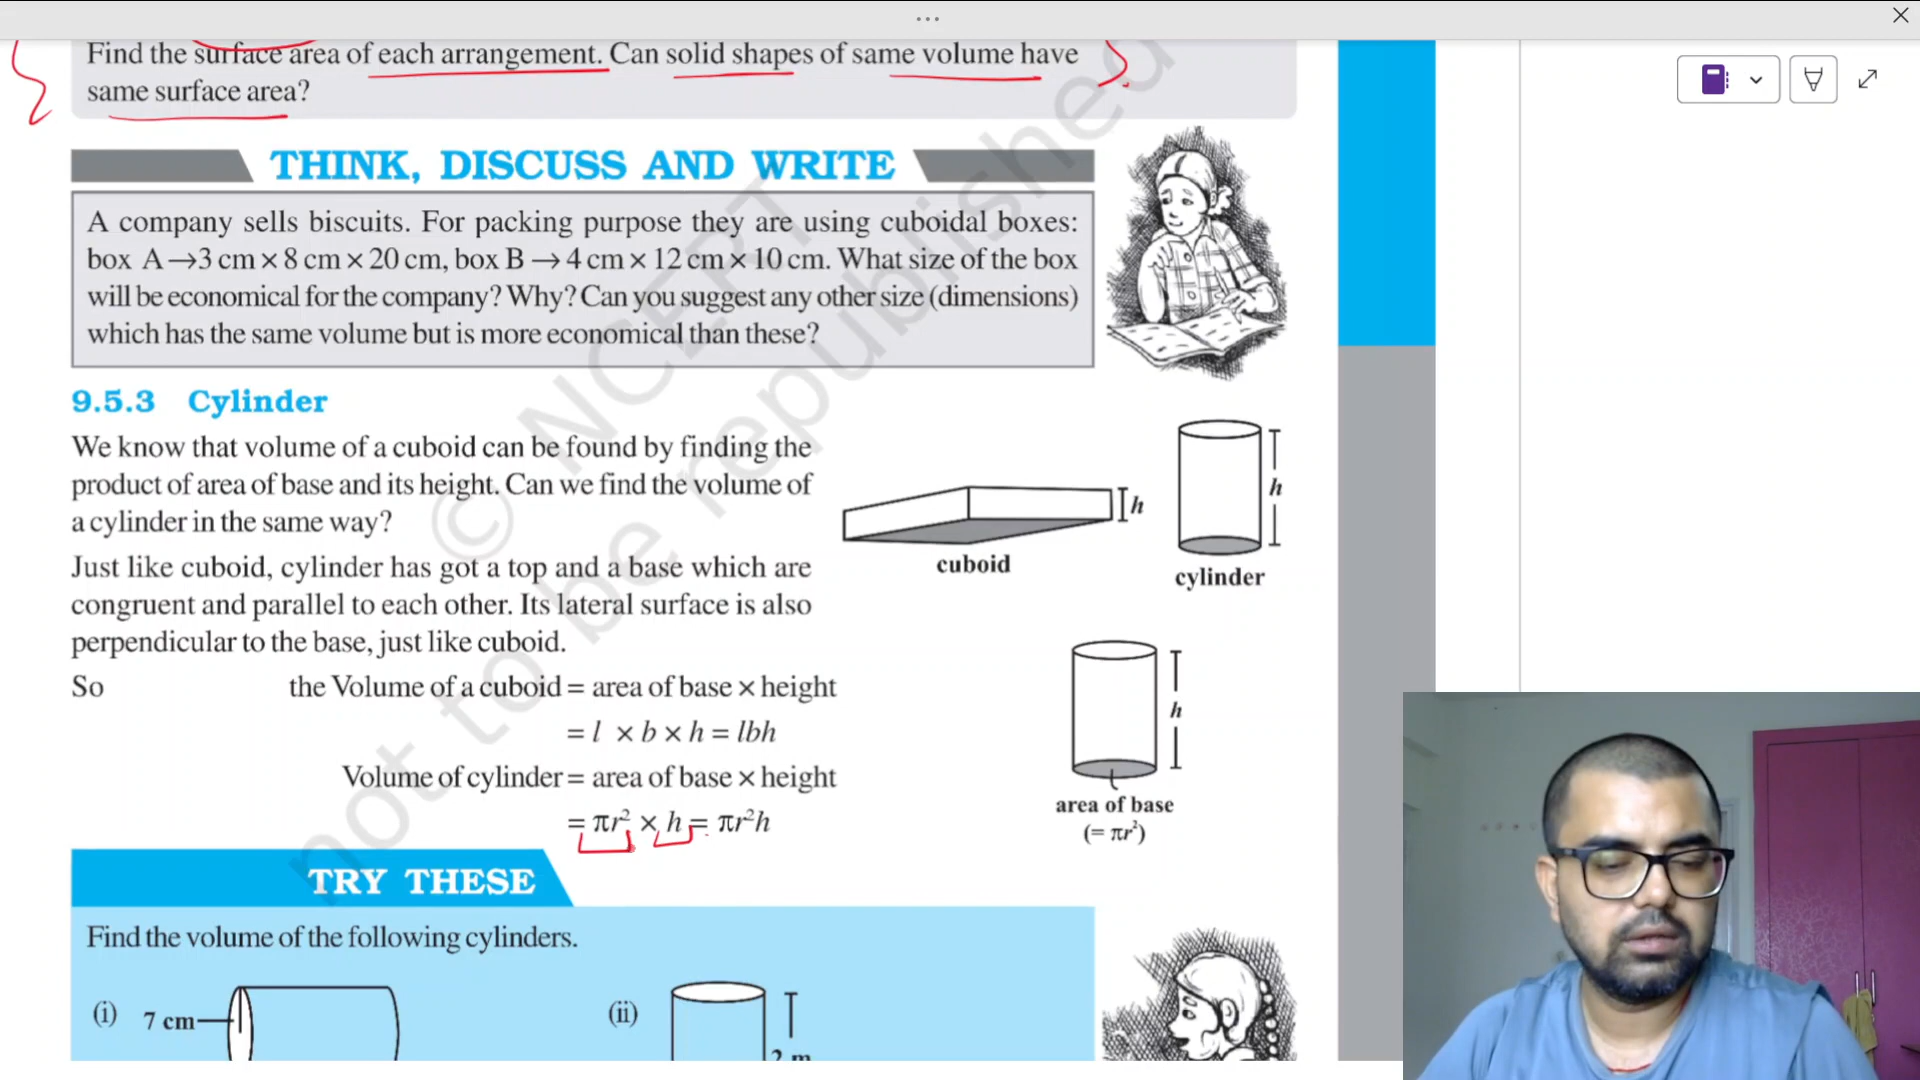 Find the surface area of each arrangement. Can solid shapes of same volume have
same surface area?
THINK, DISCUSS AND WRITE
A company sells biscuits. For packing purpose they are using cuboidal boxes:
box A→3 cm × 8 cm × 20 cm, box B → 4 cm × 12 cm × 10 cm. What size of the box
will be economical for the company? Why? Can you suggest any other size (dimensions)
which has the same volume but is more economical than these?
9.5.3 Cylinder
We know that volume of a cuboid can be found by finding the
product of area of base and its height. Can we find the volume of
a cylinder in the same way?
Just like cuboid, cylinder has got a top and a base which are
congruent and parallel to each other. Its lateral surface is also
perpendicular to the base, just like cuboid.
h
cuboid
h
cylinder
So the Volume of a cuboid = area of base × height
= l × b × h = lbh
Volume of cylinder = area of base × height
= πr² × h = πr²h
h
area of base
(= πr²)
TRY THESE
Find the volume of the following cylinders.
(i) 7 cm
(ii) 2 m
© NCERT
not to be republished